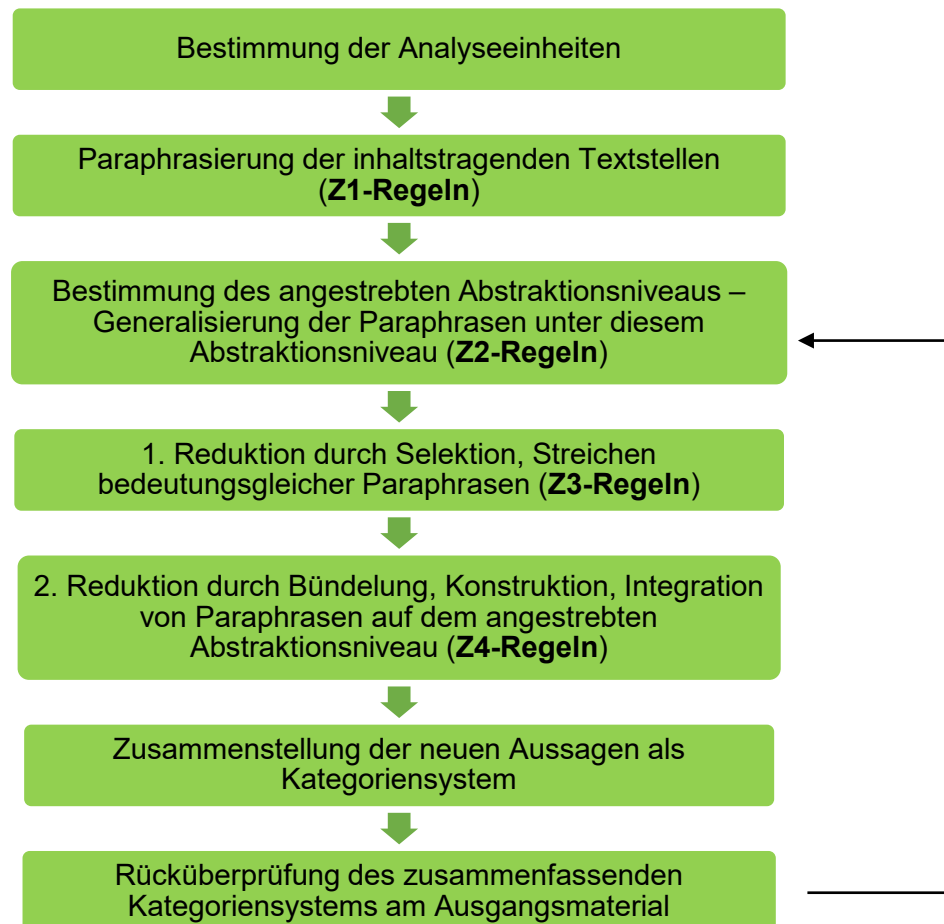 Bestimmung der Analyseeinheiten
Paraphrasierung der inhaltstragenden Textstellen
(Z1-Regeln)
Bestimmung des angestrebten Abstraktionsniveaus –
Generalisierung der Paraphrasen unter diesem
Abstraktionsniveau (Z2-Regeln)
1. Reduktion durch Selektion, Streichen
bedeutungsgleicher Paraphrasen (Z3-Regeln)
2. Reduktion durch Bündelung, Konstruktion, Integration
von Paraphrasen auf dem angestrebten
Abstraktionsniveau (Z4-Regeln)
Zusammenstellung der neuen Aussagen als
Kategoriensystem
Rücküberprüfung des zusammenfassenden
Kategoriensystems am Ausgangsmaterial